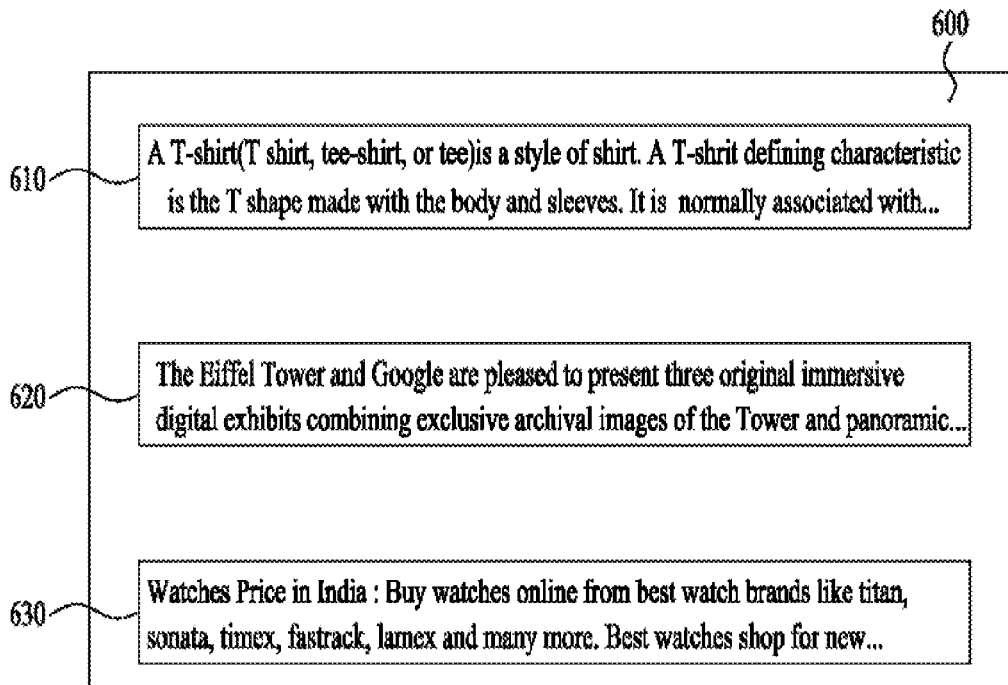 600
610
A T-shirt(T shirt, tee-shirt, or tee)is a style of shirt. A T-shrit defining characteristic
is the T shape made with the body and sleeves. It is normally associated with...
620
The Eiffel Tower and Google are pleased to present three original immersive
digital exhibits combining exclusive archival images of the Tower and panoramic...
630
Watches Price in India : Buy watches online from best watch brands like titan,
sonata, timex, fastrack, lamex and many more. Best watches shop for new...